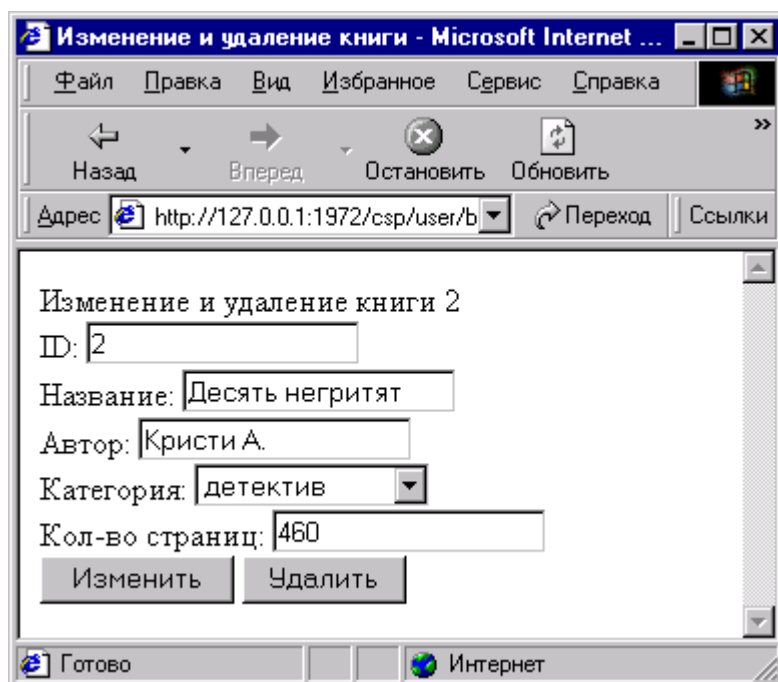 Изменение и удаление книги - Microsoft Internet ...
Файл Правка Вид Избранное Сервис Справка
Назад Вперед Остановить Обновить »
Адрес http://127.0.0.1:1972/csp/user/b Переход Ссылки
Изменение и удаление книги 2
ID: 2
Название: Десять негритят
Автор: Кристи А.
Категория: детектив
Кол-во страниц: 460
Изменить Удалить
Готово Интернет